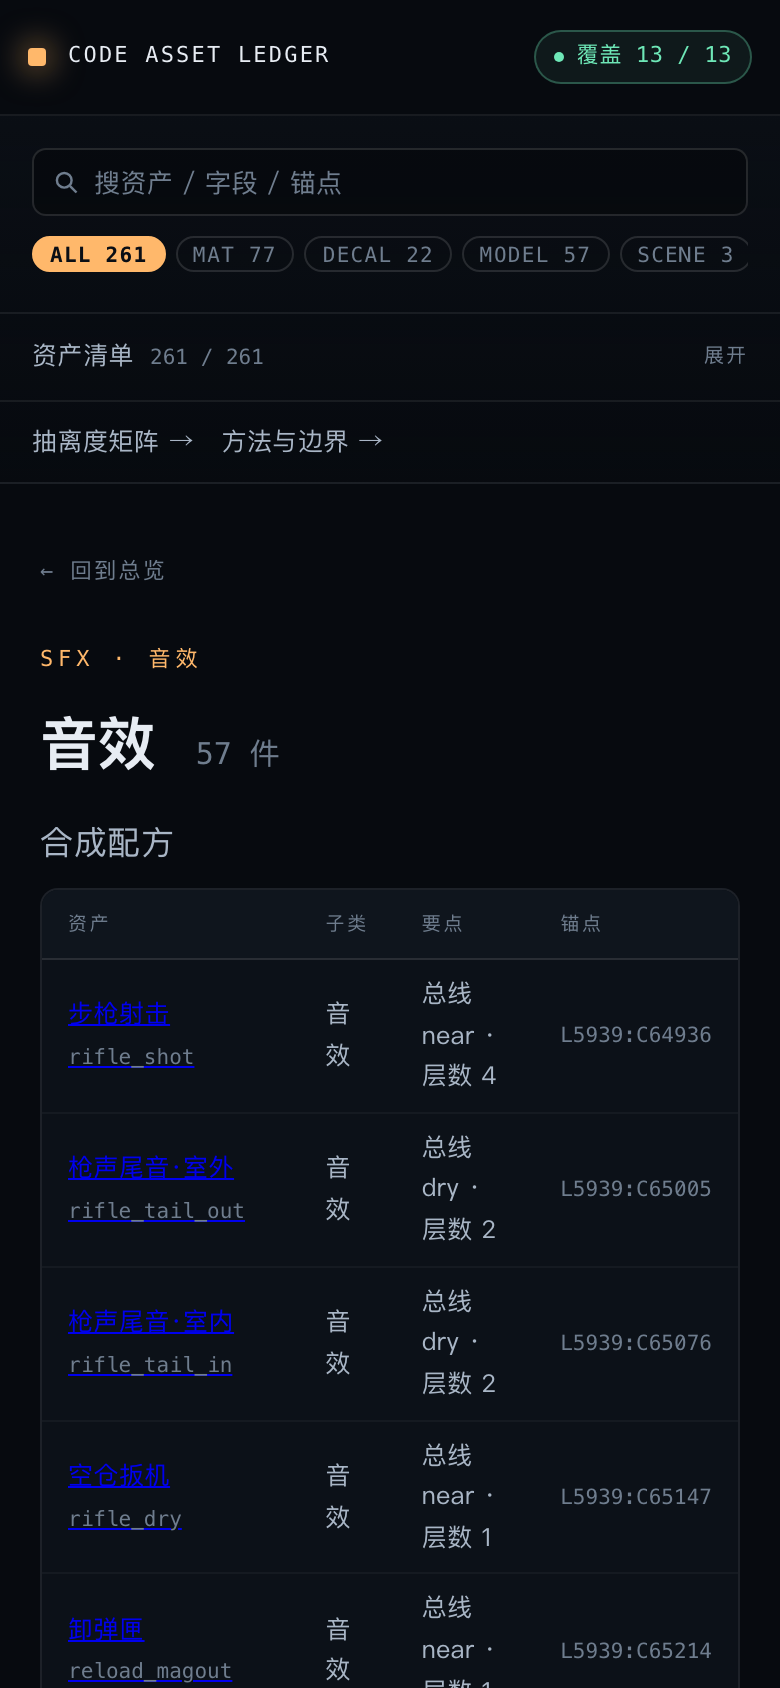 CODE ASSET LEDGER
覆盖 13 / 13
搜资产 / 字段 / 锚点
ALL 261
MAT 77
DECAL 22
MODEL 57
SCENE 3
资产清单 261 / 261
展开
抽离度矩阵 → 方法与边界 →
← 回到总览
SFX · 音效
音效 57 件
合成配方
资产 子类 要点 锚点
步枪射击
rifle_shot
音
效
总线
near ·
层数 4
L5939:C64936
枪声尾音·室外
rifle_tail_out
音
效
总线
dry ·
层数 2
L5939:C65005
枪声尾音·室内
rifle_tail_in
音
效
总线
dry ·
层数 2
L5939:C65076
空仓扳机
rifle_dry
音
效
总线
near ·
层数 1
L5939:C65147
卸弹匣
reload_magout
音
效
总线
near ·
层数 1
L5939:C65214